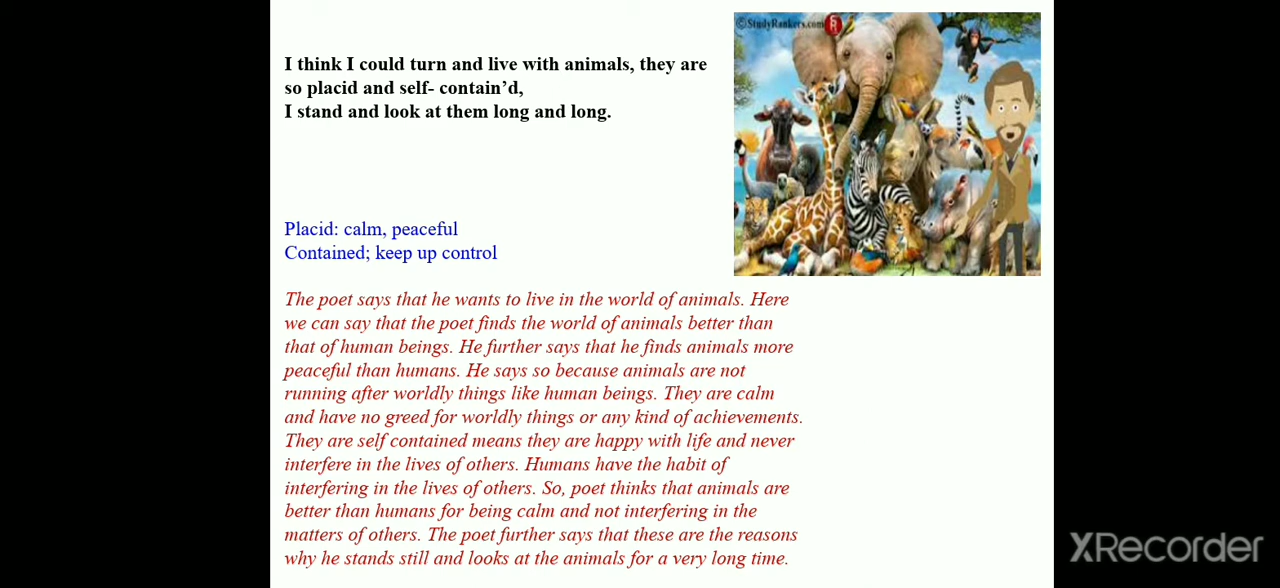 ©StudyRankers.com
I think I could turn and live with animals, they are
so placid and self- contain’d,
I stand and look at them long and long.
Placid: calm, peaceful
Contained; keep up control
The poet says that he wants to live in the world of animals. Here
we can say that the poet finds the world of animals better than
that of human beings. He further says that he finds animals more
peaceful than humans. He says so because animals are not
running after worldly things like human beings. They are calm
and have no greed for worldly things or any kind of achievements.
They are self contained means they are happy with life and never
interfere in the lives of others. Humans have the habit of
interfering in the lives of others. So, poet thinks that animals are
better than humans for being calm and not interfering in the
matters of others. The poet further says that these are the reasons
why he stands still and looks at the animals for a very long time.
XRecorder